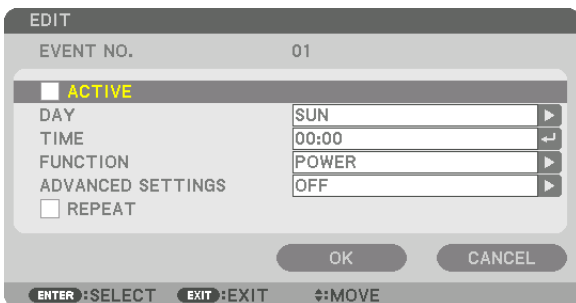 EDIT
EVENT NO. 01
ACTIVE
DAY SUN
TIME 00:00
FUNCTION POWER
ADVANCED SETTINGS OFF
REPEAT
OK CANCEL
ENTER :SELECT EXIT :EXIT :MOVE